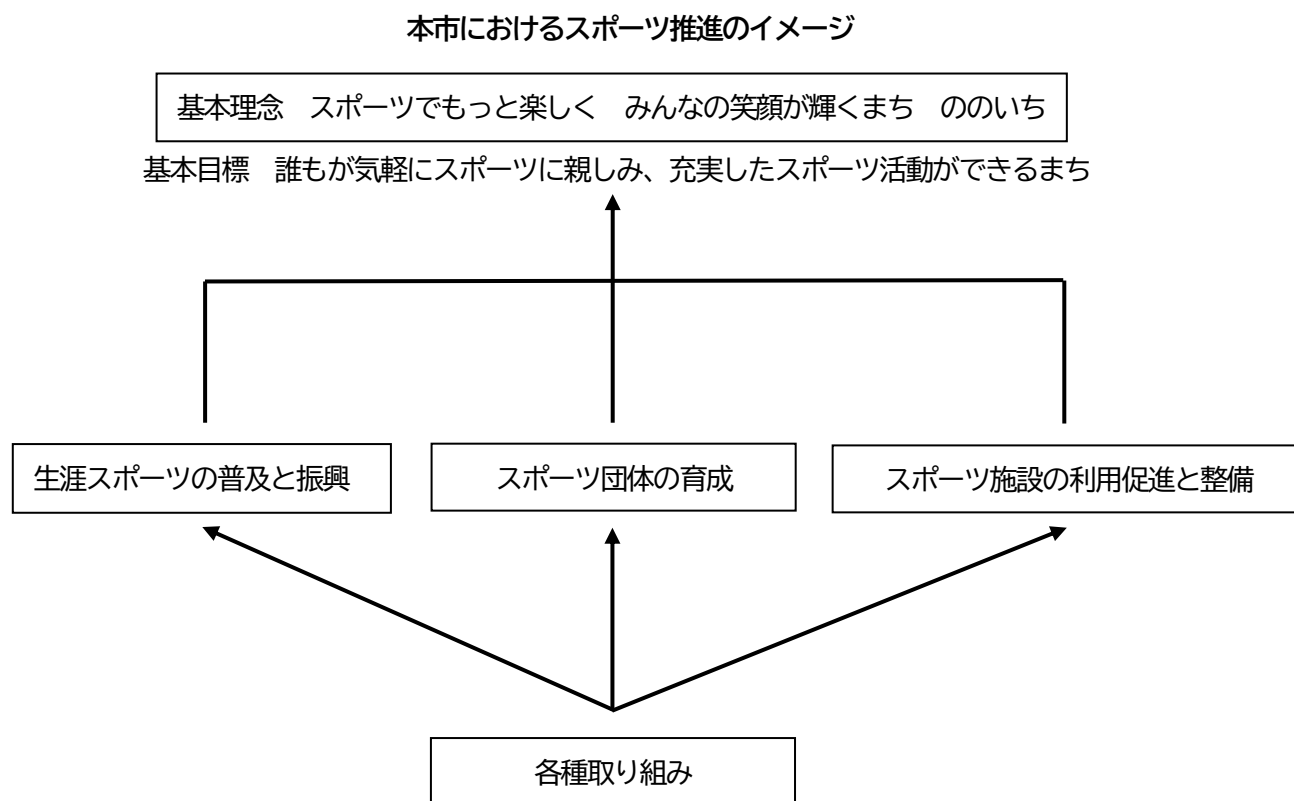 本市におけるスポーツ推進のイメージ
基本理念　スポーツでもっと楽しく　みんなの笑顔が輝くまち　ののいち
基本目標　誰もが気軽にスポーツに親しみ、充実したスポーツ活動ができるまち
生涯スポーツの普及と振興
スポーツ団体の育成
スポーツ施設の利用促進と整備
各種取り組み